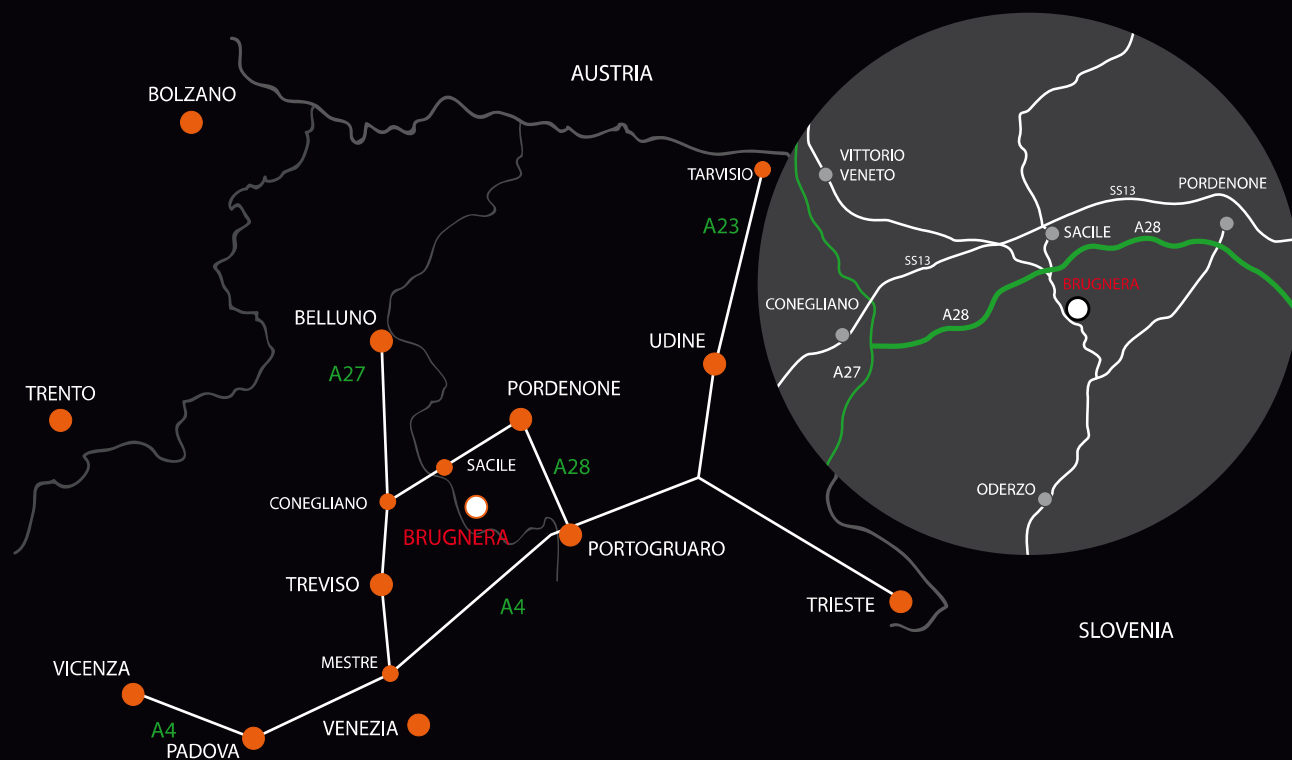 AUSTRIA
BOLZANO
TARVISIO
A23
BELLUNO
A27
UDINE
TRENTO
PORDENONE
SACILE
A28
CONEGLIANO
BRUGNERA
PORTOGRUARO
TREVISO
A4
TRIESTE
SLOVENIA
MESTRE
VICENZA
A4
PADOVA
VENEZIA
VITTORIO
VENETO
SS13
PORDENONE
SACILE
A28
SS13
BRUGNERA
CONEGLIANO
A28
A27
ODERZO